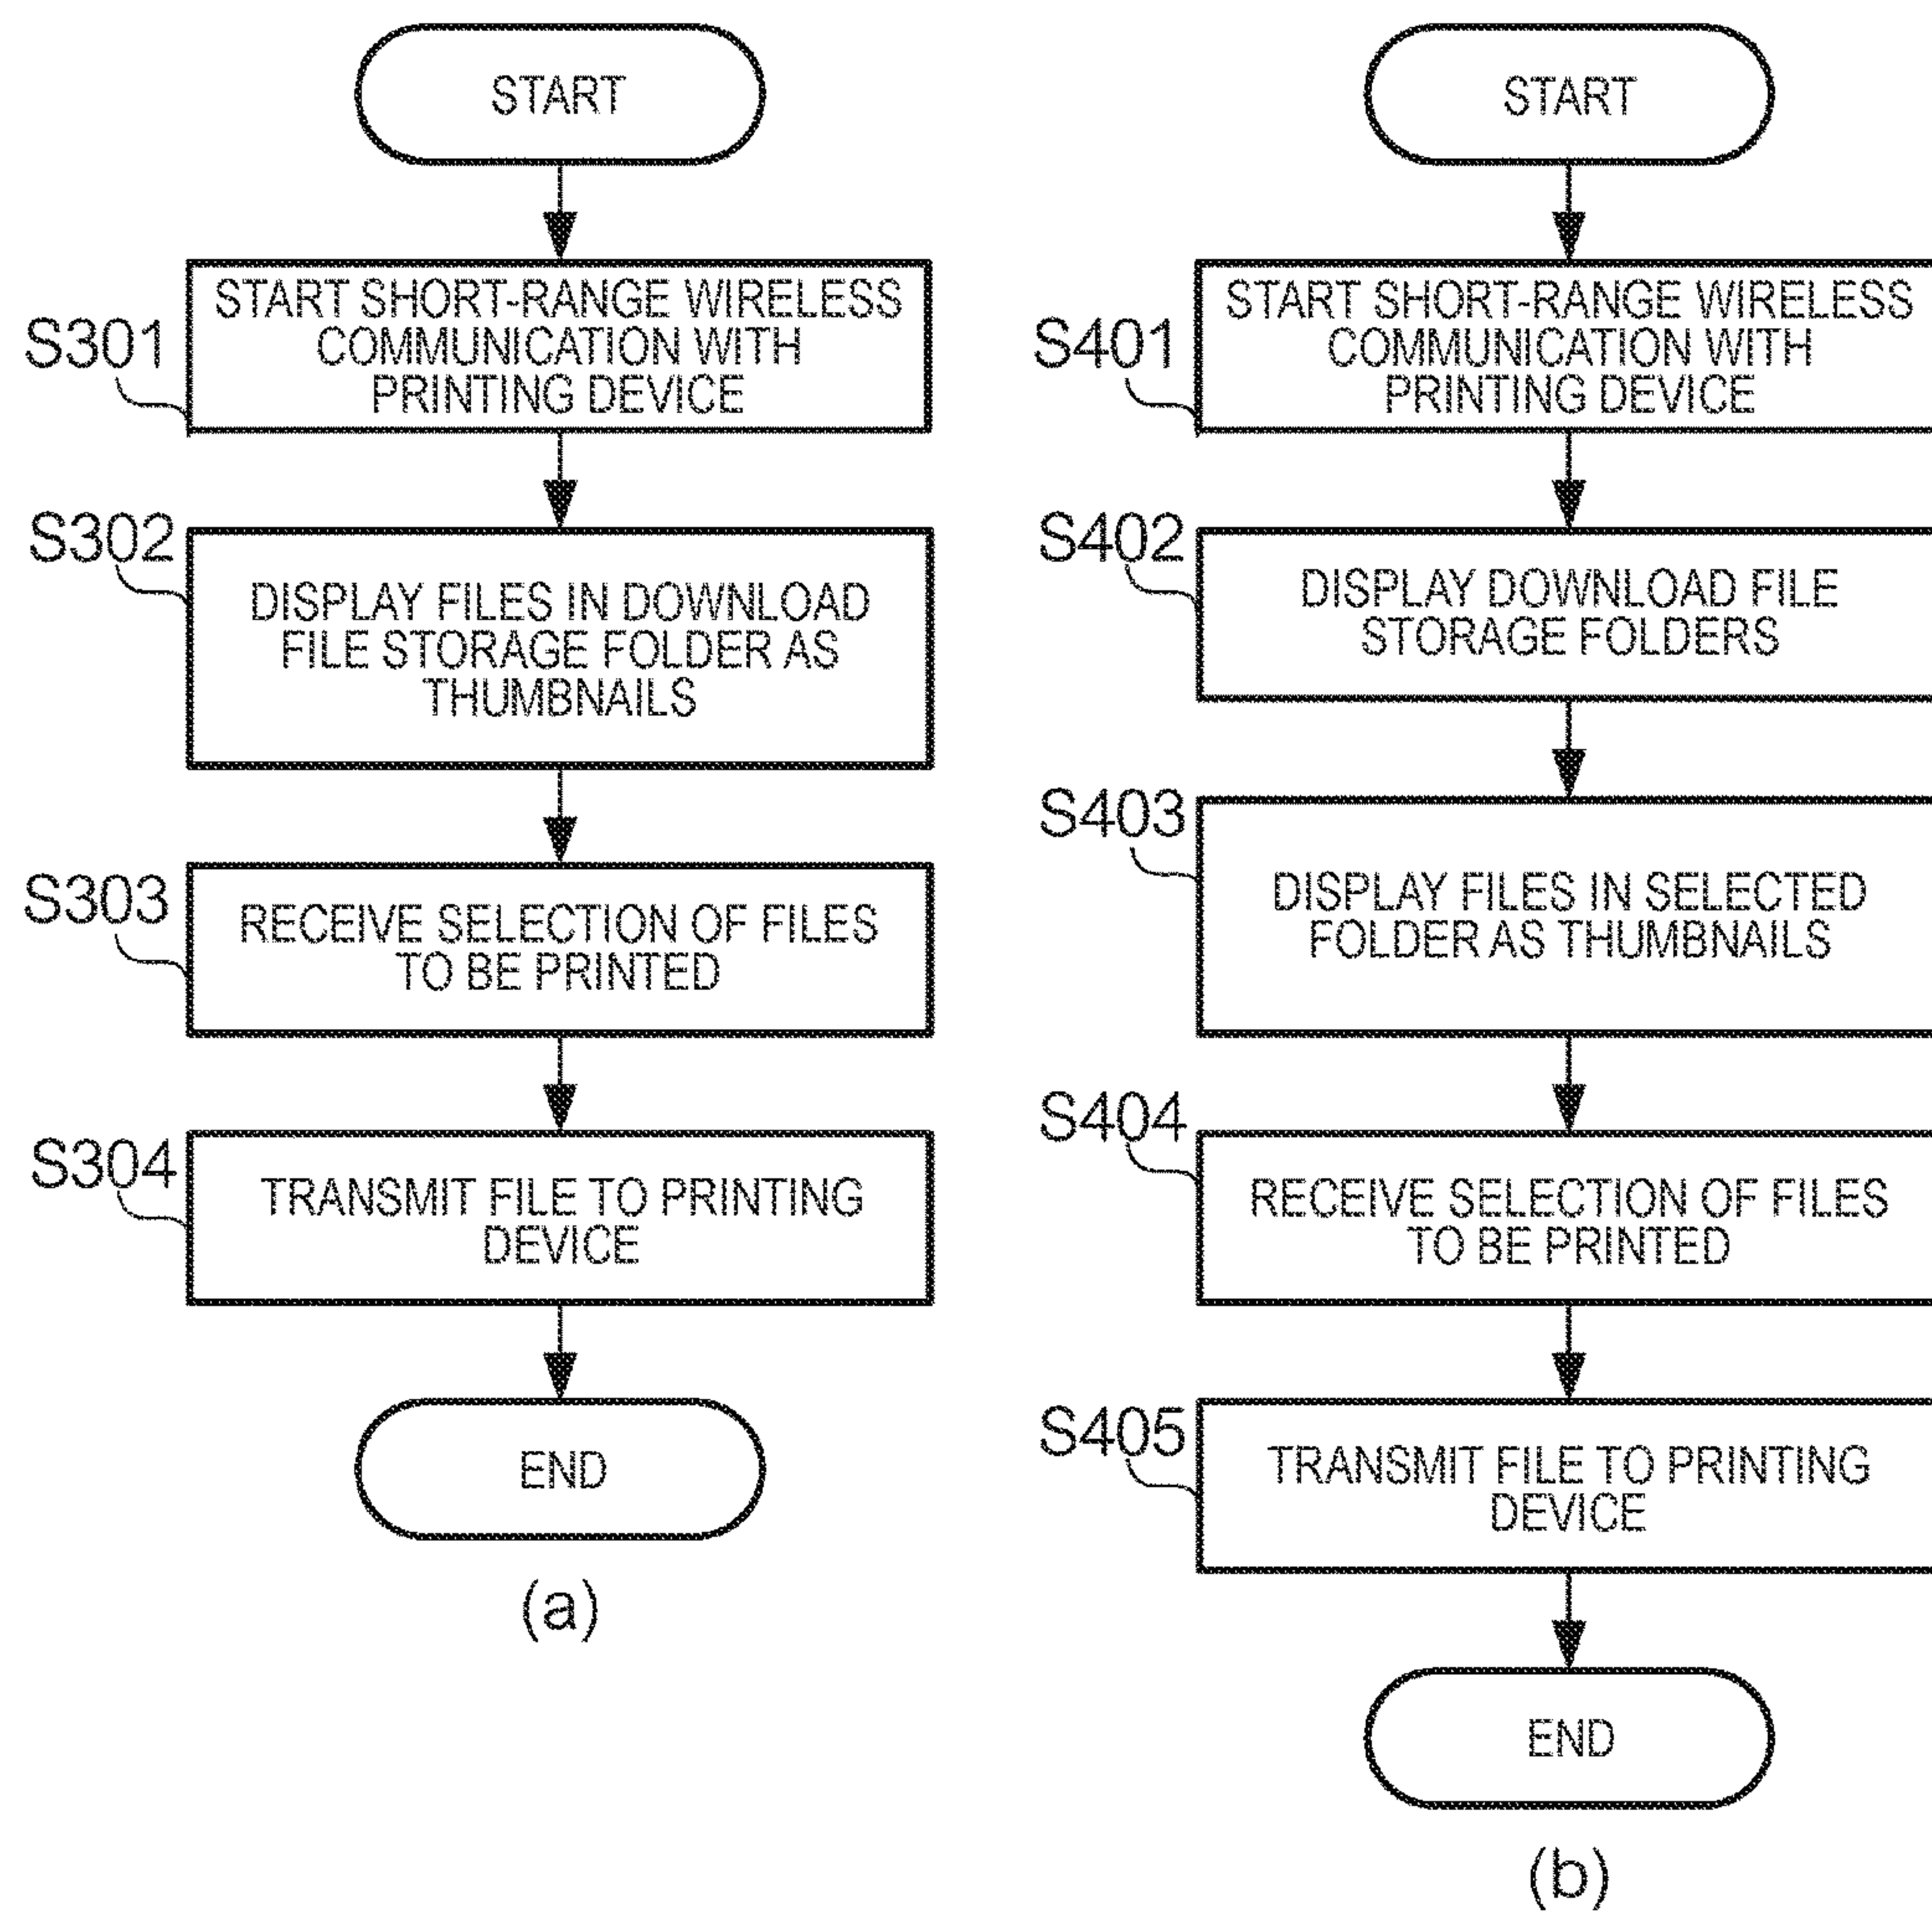 START
S301
START SHORT-RANGE WIRELESS
COMMUNICATION WITH
PRINTING DEVICE
S302
DISPLAY FILES IN DOWNLOAD
FILE STORAGE FOLDER AS
THUMBNAILS
S303
RECEIVE SELECTION OF FILES
TO BE PRINTED
S304
TRANSMIT FILE TO PRINTING
DEVICE
END
(a)
START
S401
START SHORT-RANGE WIRELESS
COMMUNICATION WITH
PRINTING DEVICE
S402
DISPLAY DOWNLOAD FILE
STORAGE FOLDERS
S403
DISPLAY FILES IN SELECTED
FOLDER AS THUMBNAILS
S404
RECEIVE SELECTION OF FILES
TO BE PRINTED
S405
TRANSMIT FILE TO PRINTING
DEVICE
END
(b)